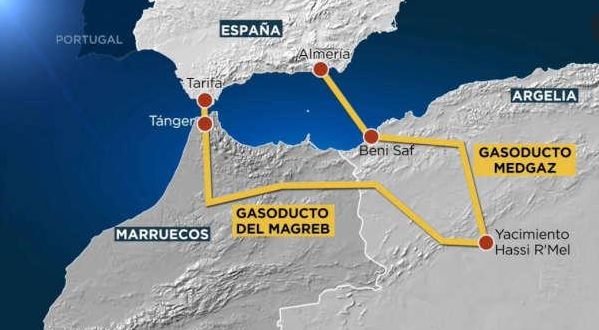 ESPAÑA
PORTUGAL
Almería
Tarifa
ARGELIA
Tánger
Beni Saf
GASODUCTO
MEDGAZ
GASODUCTO
DEL MAGREB
MARRUECOS
Yacimiento
Hassi R'Mel